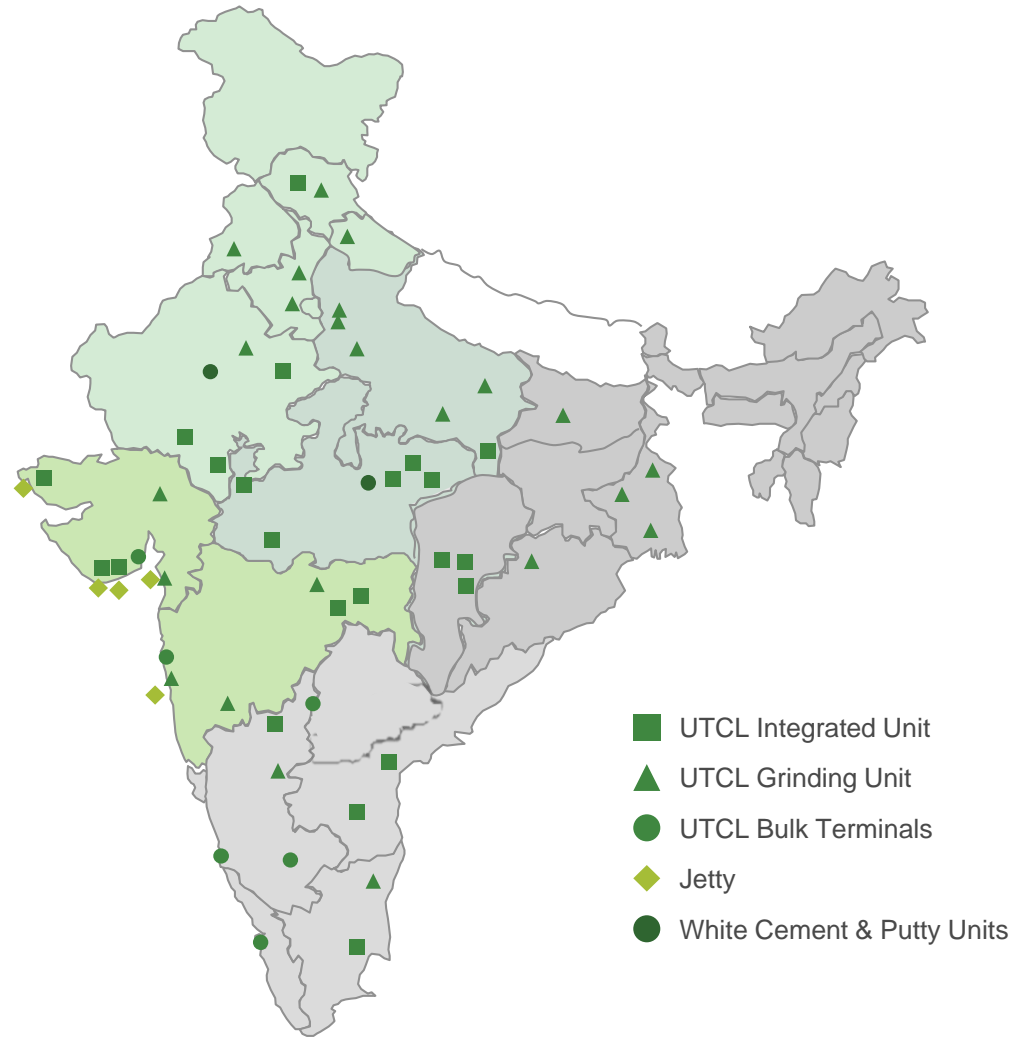 UTCL Integrated Unit
UTCL Grinding Unit
UTCL Bulk Terminals
Jetty
White Cement & Putty Units